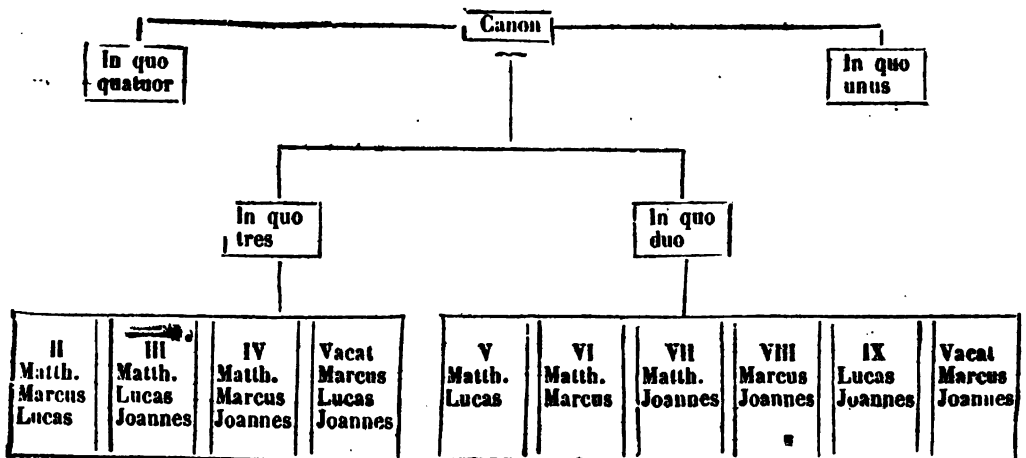 Canon
In quo
quatuor
In quo
unus
In quo
tres
In quo
duo
II
Matth.
Marcus
Lucas
III
Matth.
Lucas
Joannes
IV
Matth.
Marcus
Joannes
Vacat
Marcus
Lucas
Joannes
V
Matth.
Lucas
VI
Matth.
Marcus
VII
Matth.
Joannes
VIII
Marcus
Joannes
IX
Lucas
Joannes
Vacat
Marcus
Joannes